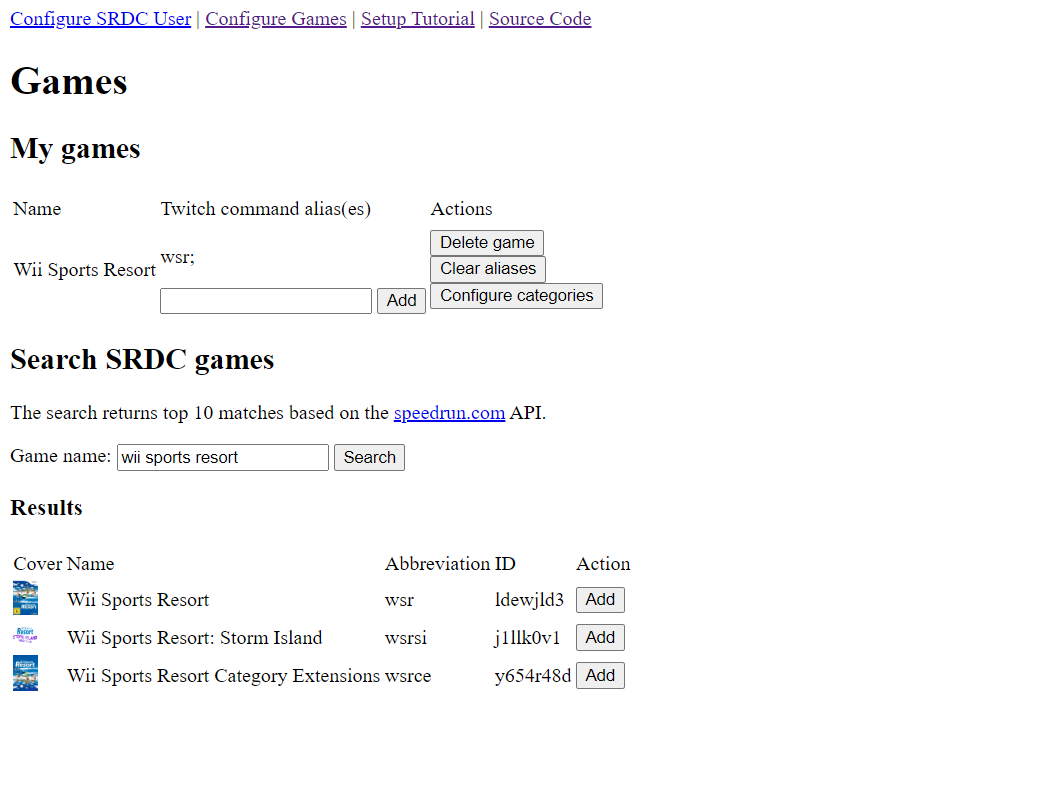 Configure SRDC User | Configure Games | Setup Tutorial | Source Code
Games
My games
Name Twitch command alias(es) Actions
Wii Sports Resort wsr; Delete game
Clear aliases
Add Configure categories
Search SRDC games
The search returns top 10 matches based on the speedrun.com API.
Game name: wii sports resort Search
Results
Cover Name Abbreviation ID Action
Wii Sports Resort wsr ldewjld3 Add
Wii Sports Resort: Storm Island wsrsi j1llk0v1 Add
Wii Sports Resort Category Extensions wsrce y654r48d Add